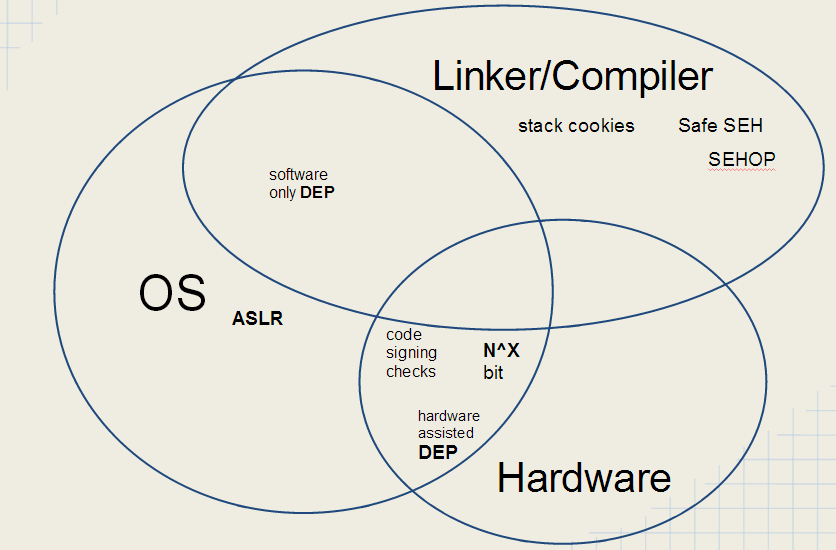 Linker/Compiler
stack cookies
Safe SEH
SEHOP
software
only DEP
OS
ASLR
code
signing
checks
N^X
bit
hardware
assisted
DEP
Hardware